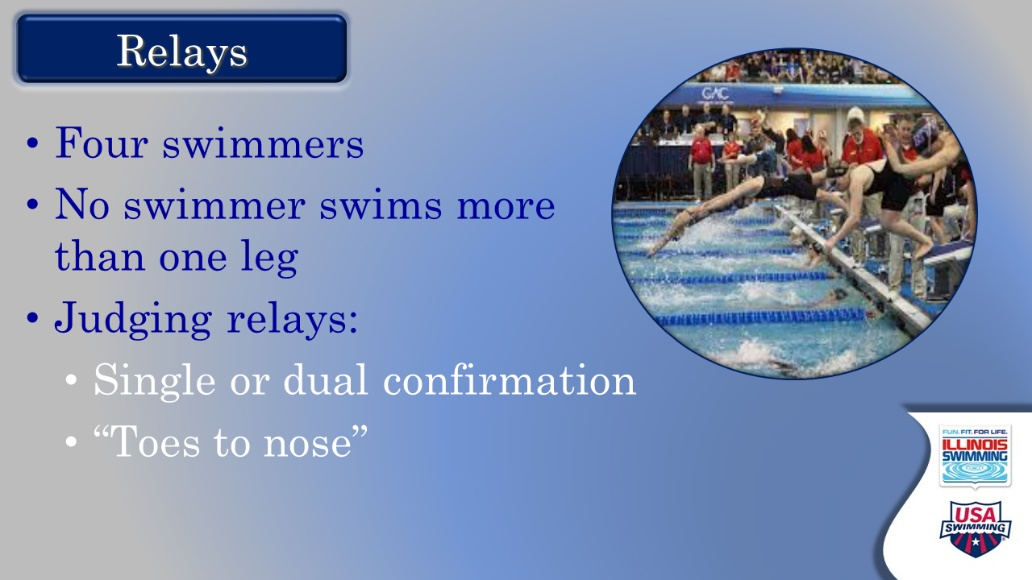 Relays
• Four swimmers
• No swimmer swims more
than one leg
• Judging relays:
• Single or dual confirmation
• “Toes to nose”
GAC
FUN. FIT. FOR LIFE.
ILLINOIS
SWIMMING
USA
SWIMMING